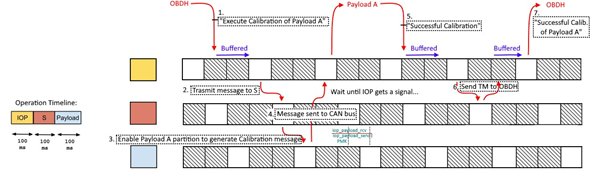 OBDH
1.
"Execute Calibration of Payload A"
Payload A
5.
"Successful Calibration"
OBDH
7.
"Successful Calib.
of Payload A"
Buffered
Buffered
Buffered
2. Trasmit message to S
Wait until IOP gets a signal...
6. Send TM to OBDH
Operation Timeline:
IOP S Payload
100 ms
100 ms
100 ms
4. Message sent to CAN bus
3. Enable Payload A partition to generate Calibration message